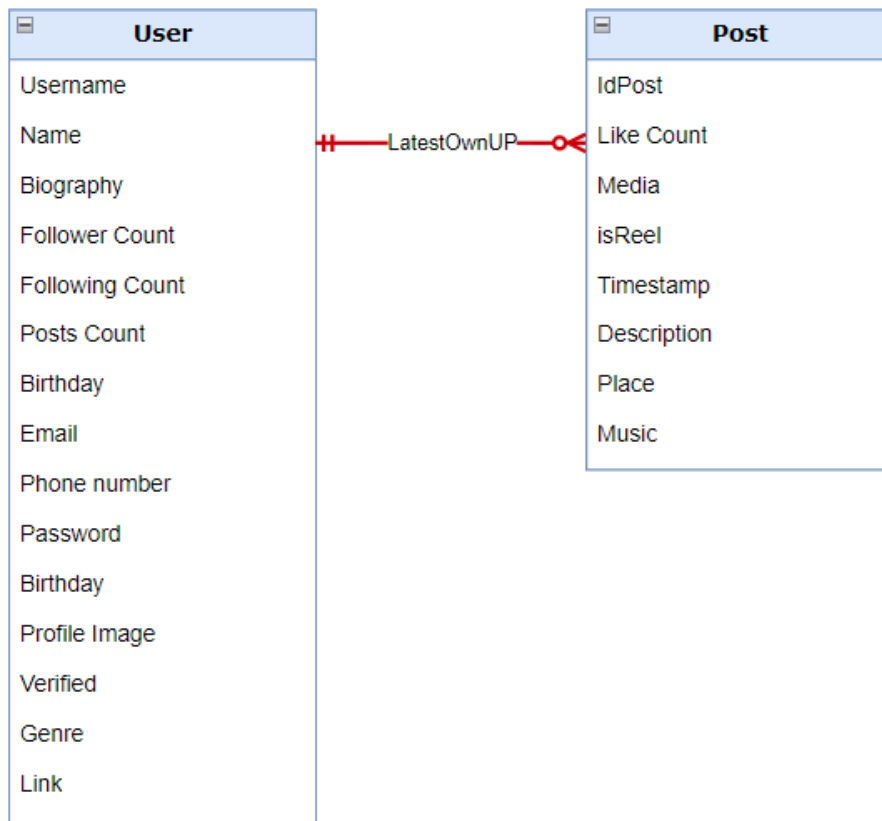 User
Username
Name
Biography
Follower Count
Following Count
Posts Count
Birthday
Email
Phone number
Password
Birthday
Profile Image
Verified
Genre
Link
LatestOwnUP
Post
IdPost
Like Count
Media
isReel
Timestamp
Description
Place
Music